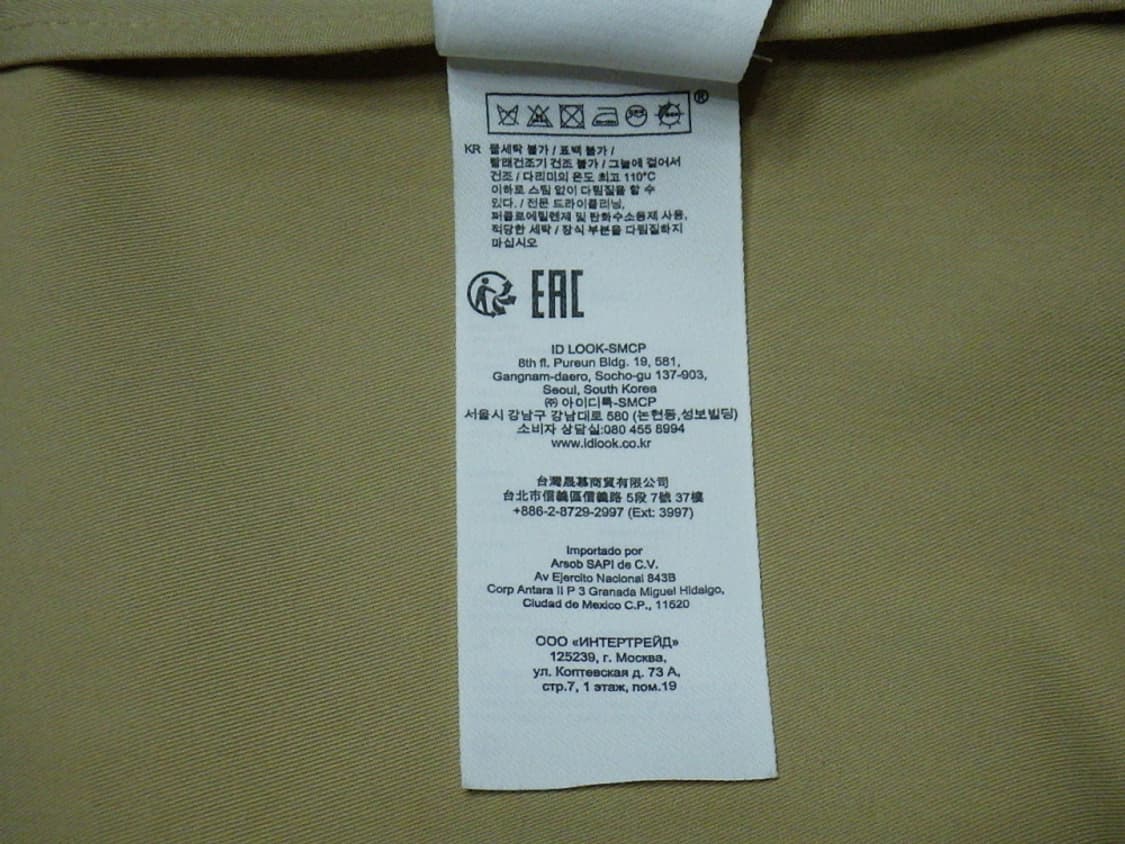 ®
KR 물세탁 불가 / 표백 불가 /
빨래건조기 건조 불가 / 그늘에 걸어서
건조 / 다리미의 온도 최고 110°C
이하로 스팀 없이 다림질을 할 수
있다. / 전문 드라이클리닝,
퍼클로에틸렌제 및 탄화수소용제 사용,
적당한 세탁 / 장식 부분을 다림질하지
마십시오
EAC
ID LOOK-SMCP
8th fl. Pureun Bldg. 19, 581,
Gangnam-daero, Socho-gu 137-903,
Seoul, South Korea
㈜ 아이디룩-SMCP
서울시 강남구 강남대로 580 (논현동,성보빌딩)
소비자 상담실:080 455 8994
www.idlook.co.kr
台灣晟慕商貿有限公司
台北市信義區信義路 5段 7號 37樓
+886-2-8729-2997 (Ext: 3997)
Importado por
Arsob SAPI de C.V.
Av Ejercito Nacional 843B
Corp Antara II P 3 Granada Miguel Hidalgo,
Ciudad de Mexico C.P., 11520
ООО «ИНТЕРТРЕЙД»
125239, г. Москва,
ул. Коптевская д. 73 А,
стр.7, 1 этаж, пом.19